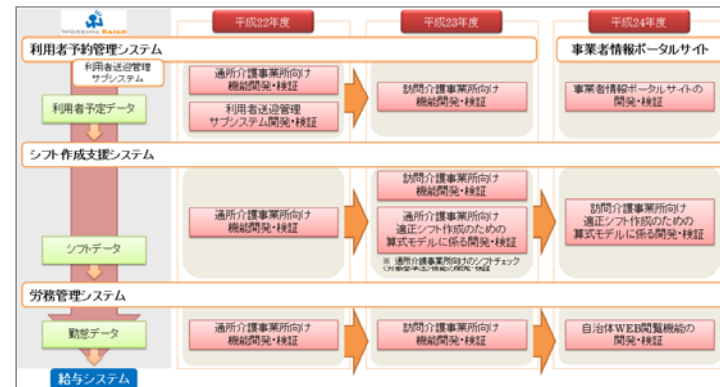 WORKING KAIGO
平成22年度
平成23年度
平成24年度
利用者予約管理システム
事業者情報ポータルサイト
利用者送迎管理
サブシステム
利用者予定データ
通所介護事業所向け
機能開発・検証
利用者送迎管理
サブシステム開発・検証
訪問介護事業所向け
機能開発・検証
事業者情報ポータルサイトの
開発・検証
シフト作成支援システム
シフトデータ
通所介護事業所向け
機能開発・検証
訪問介護事業所向け
機能開発・検証
通所介護事業所向け
適正シフト作成のための
算式モデルに係る開発・検証
※ 通所介護事業所向けのシフトチェック
(労働基準法)機能の開発・検証
訪問介護事業所向け
適正シフト作成のための
算式モデルに係る開発・検証
労務管理システム
勤怠データ
通所介護事業所向け
機能開発・検証
訪問介護事業所向け
機能開発・検証
自治体WEB閲覧機能の
開発・検証
給与システム